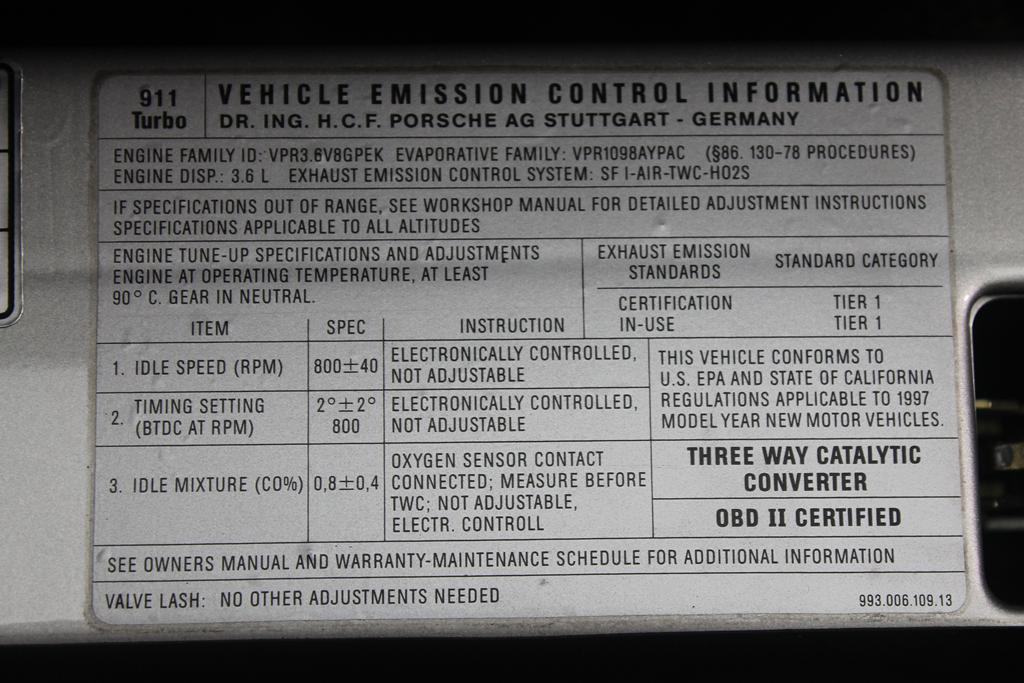 911
Turbo
VEHICLE EMISSION CONTROL INFORMATION
DR. ING. H.C.F. PORSCHE AG STUTTGART - GERMANY
ENGINE FAMILY ID: VPR3.6V8GPEK EVAPORATIVE FAMILY: VPR1098AYPAC (§86. 130-78 PROCEDURES)
ENGINE DISP.: 3.6 L EXHAUST EMISSION CONTROL SYSTEM: SF I-AIR-TWC-HO2S
IF SPECIFICATIONS OUT OF RANGE, SEE WORKSHOP MANUAL FOR DETAILED ADJUSTMENT INSTRUCTIONS
SPECIFICATIONS APPLICABLE TO ALL ALTITUDES
ENGINE TUNE-UP SPECIFICATIONS AND ADJUSTMENTS
ENGINE AT OPERATING TEMPERATURE, AT LEAST
90° C. GEAR IN NEUTRAL.
EXHAUST EMISSION
STANDARDS
STANDARD CATEGORY
CERTIFICATION TIER 1
IN-USE TIER 1
ITEM SPEC INSTRUCTION
1. IDLE SPEED (RPM) 800±40
ELECTRONICALLY CONTROLLED,
NOT ADJUSTABLE
2. TIMING SETTING
(BTDC AT RPM)
2°±2°
800
ELECTRONICALLY CONTROLLED,
NOT ADJUSTABLE
3. IDLE MIXTURE (CO%) 0,8±0,4
OXYGEN SENSOR CONTACT
CONNECTED; MEASURE BEFORE
TWC; NOT ADJUSTABLE,
ELECTR. CONTROLL
THIS VEHICLE CONFORMS TO
U.S. EPA AND STATE OF CALIFORNIA
REGULATIONS APPLICABLE TO 1997
MODEL YEAR NEW MOTOR VEHICLES.
THREE WAY CATALYTIC
CONVERTER
OBD II CERTIFIED
SEE OWNERS MANUAL AND WARRANTY-MAINTENANCE SCHEDULE FOR ADDITIONAL INFORMATION
VALVE LASH: NO OTHER ADJUSTMENTS NEEDED
993.006.109.13